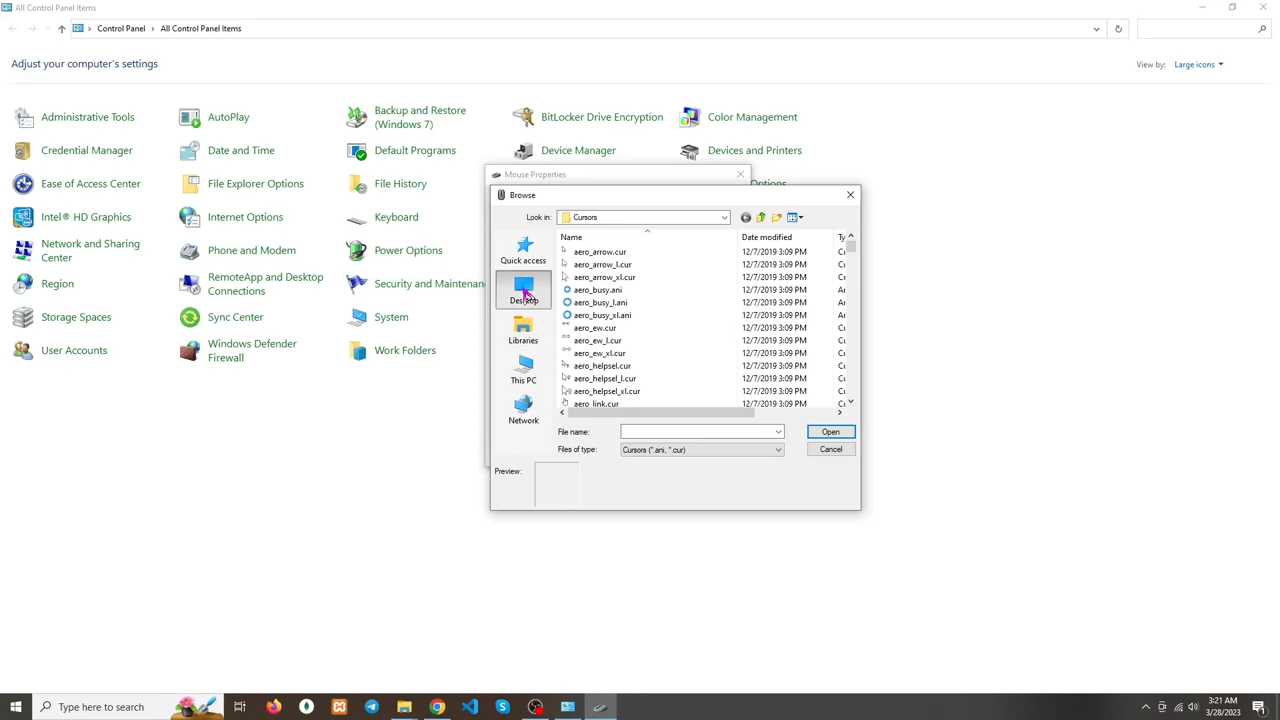 All Control Panel Items
Control Panel > All Control Panel Items
Adjust your computer's settings
View by: Large icons
Administrative Tools
AutoPlay
Backup and Restore
(Windows 7)
BitLocker Drive Encryption
Color Management
Credential Manager
Date and Time
Default Programs
Device Manager
Devices and Printers
Ease of Access Center
File Explorer Options
File History
Options
Intel® HD Graphics
Internet Options
Keyboard
Network and Sharing
Center
Phone and Modem
Power Options
Region
RemoteApp and Desktop
Connections
Security and Maintenan
Storage Spaces
Sync Center
System
User Accounts
Windows Defender
Firewall
Work Folders
Mouse Properties
Browse
Look in: Cursors
Quick access
Desktop
Libraries
This PC
Network
Name Date modified Ty
aero_arrow.cur 12/7/2019 3:09 PM Cu
aero_arrow_l.cur 12/7/2019 3:09 PM Cu
aero_arrow_xl.cur 12/7/2019 3:09 PM Cu
aero_busy.ani 12/7/2019 3:09 PM Ar
aero_busy_l.ani 12/7/2019 3:09 PM Ar
aero_busy_xl.ani 12/7/2019 3:09 PM Ar
aero_ew.cur 12/7/2019 3:09 PM Cu
aero_ew_l.cur 12/7/2019 3:09 PM Cu
aero_ew_xl.cur 12/7/2019 3:09 PM Cu
aero_helpsel.cur 12/7/2019 3:09 PM Cu
aero_helpsel_l.cur 12/7/2019 3:09 PM Cu
aero_helpsel_xl.cur 12/7/2019 3:09 PM Cu
aero_link.cur 12/7/2019 3:09 PM Cu
File name:
Open
Files of type: Cursors (*.ani, *.cur)
Cancel
Preview:
Type here to search
3:21 AM
3/28/2023